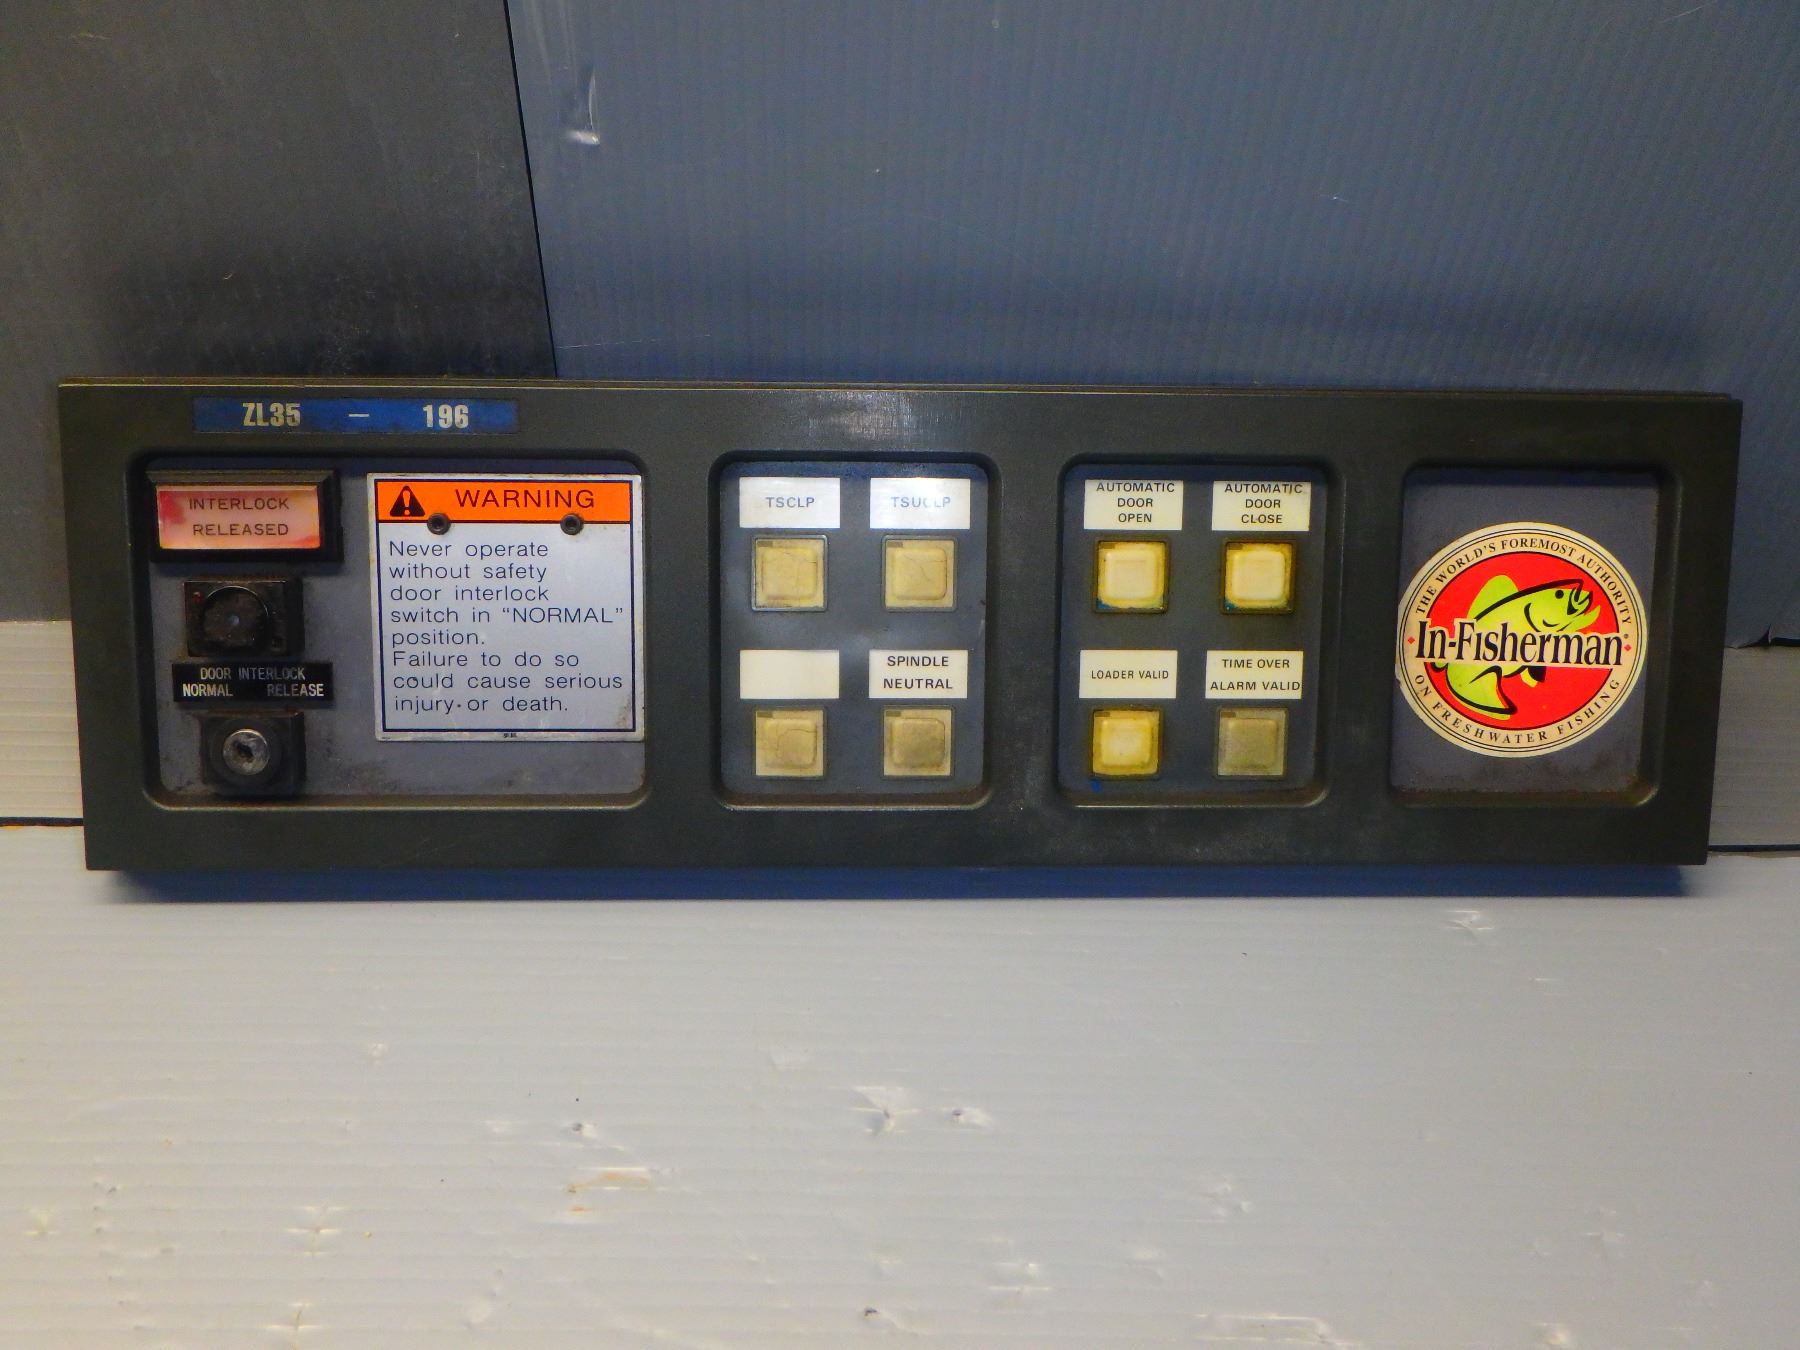 ZL35 — 196
INTERLOCK
RELEASED
DOOR INTERLOCK
NORMAL RELEASE
WARNING
Never operate
without safety
door interlock
switch in "NORMAL"
position.
Failure to do so
could cause serious
injury or death.
TSCLP
TSUCLP
SPINDLE
NEUTRAL
AUTOMATIC
DOOR
OPEN
AUTOMATIC
DOOR
CLOSE
LOADER VALID
TIME OVER
ALARM VALID
THE WORLD'S FOREMOST AUTHORITY
In-Fisherman
ON FRESHWATER FISHING